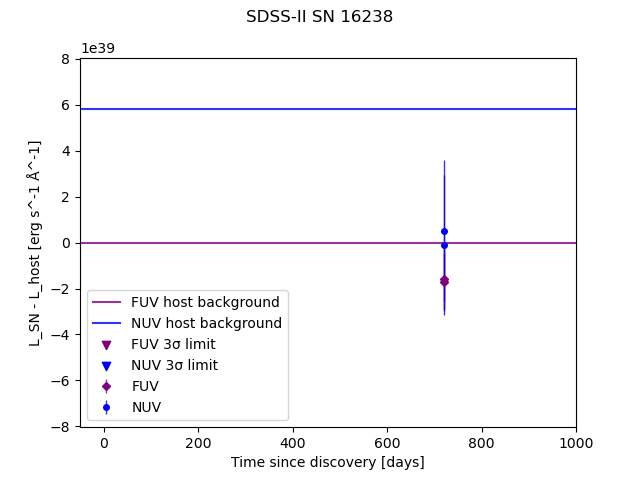 SDSS-II SN 16238
1e39
L_SN - L_host [erg s^-1 Å^-1]
8
6
4
2
0
−2
−4
−6
−8
FUV host background
NUV host background
FUV 3σ limit
NUV 3σ limit
FUV
NUV
0 200 400 600 800 1000
Time since discovery [days]